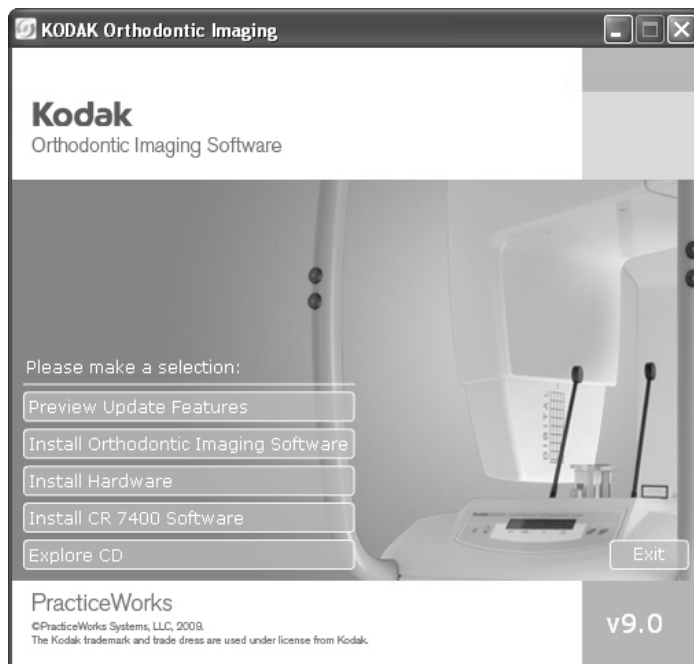 KODAK Orthodontic Imaging
Kodak
Orthodontic Imaging Software
Please make a selection:
Preview Update Features
Install Orthodontic Imaging Software
Install Hardware
Install CR 7400 Software
Explore CD
DIGITAL
Kodak
Exit
PracticeWorks
©PracticeWorks Systems, LLC, 2009.
The Kodak trademark and trade dress are used under license from Kodak.
v9.0